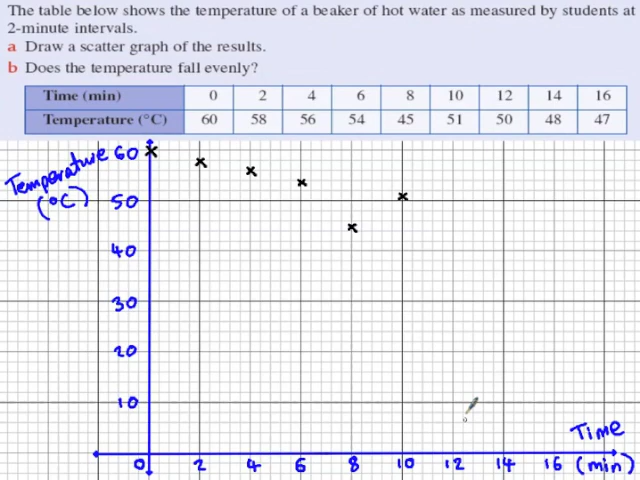 The table below shows the temperature of a beaker of hot water as measured by students at
2-minute intervals.
a Draw a scatter graph of the results.
b Does the temperature fall evenly?
Time (min) 0 2 4 6 8 10 12 14 16
Temperature (°C) 60 58 56 54 45 51 50 48 47
Temperature
(°C)
60
50
40
30
20
10
Time
0 2 4 6 8 10 12 14 16 (min)